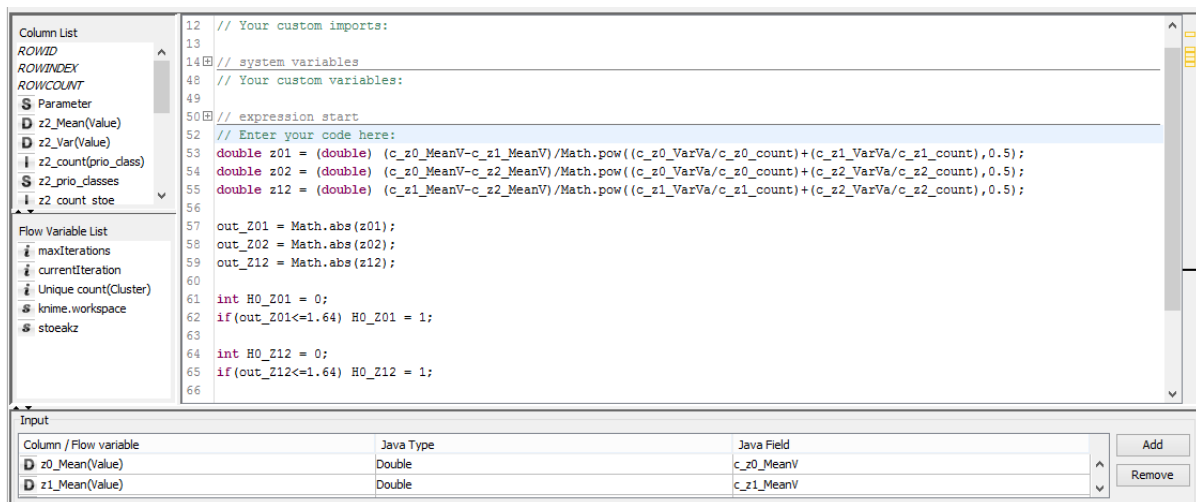 Column List
ROWID
ROWINDEX
ROWCOUNT
S Parameter
D z2_Mean(Value)
D z2_Var(Value)
I z2_count(prio_class)
S z2_prio_classes
I z2 count stoe
Flow Variable List
i maxIterations
i currentIteration
i Unique count(Cluster)
s knime.workspace
s stoeakz
12 // Your custom imports:
13
14 // system variables
48 // Your custom variables:
49
50 // expression start
52 // Enter your code here:
53 double z01 = (double) (c_z0_MeanV-c_z1_MeanV)/Math.pow((c_z0_VarVa/c_z0_count)+(c_z1_VarVa/c_z1_count),0.5);
54 double z02 = (double) (c_z0_MeanV-c_z2_MeanV)/Math.pow((c_z0_VarVa/c_z0_count)+(c_z2_VarVa/c_z2_count),0.5);
55 double z12 = (double) (c_z1_MeanV-c_z2_MeanV)/Math.pow((c_z1_VarVa/c_z1_count)+(c_z2_VarVa/c_z2_count),0.5);
56
57 out_Z01 = Math.abs(z01);
58 out_Z02 = Math.abs(z02);
59 out_Z12 = Math.abs(z12);
60
61 int H0_Z01 = 0;
62 if(out_Z01<=1.64) H0_Z01 = 1;
63
64 int H0_Z12 = 0;
65 if(out_Z12<=1.64) H0_Z12 = 1;
66
Input
Column / Flow variable Java Type Java Field
D z0_Mean(Value) Double c_z0_MeanV
D z1_Mean(Value) Double c_z1_MeanV
Add
Remove